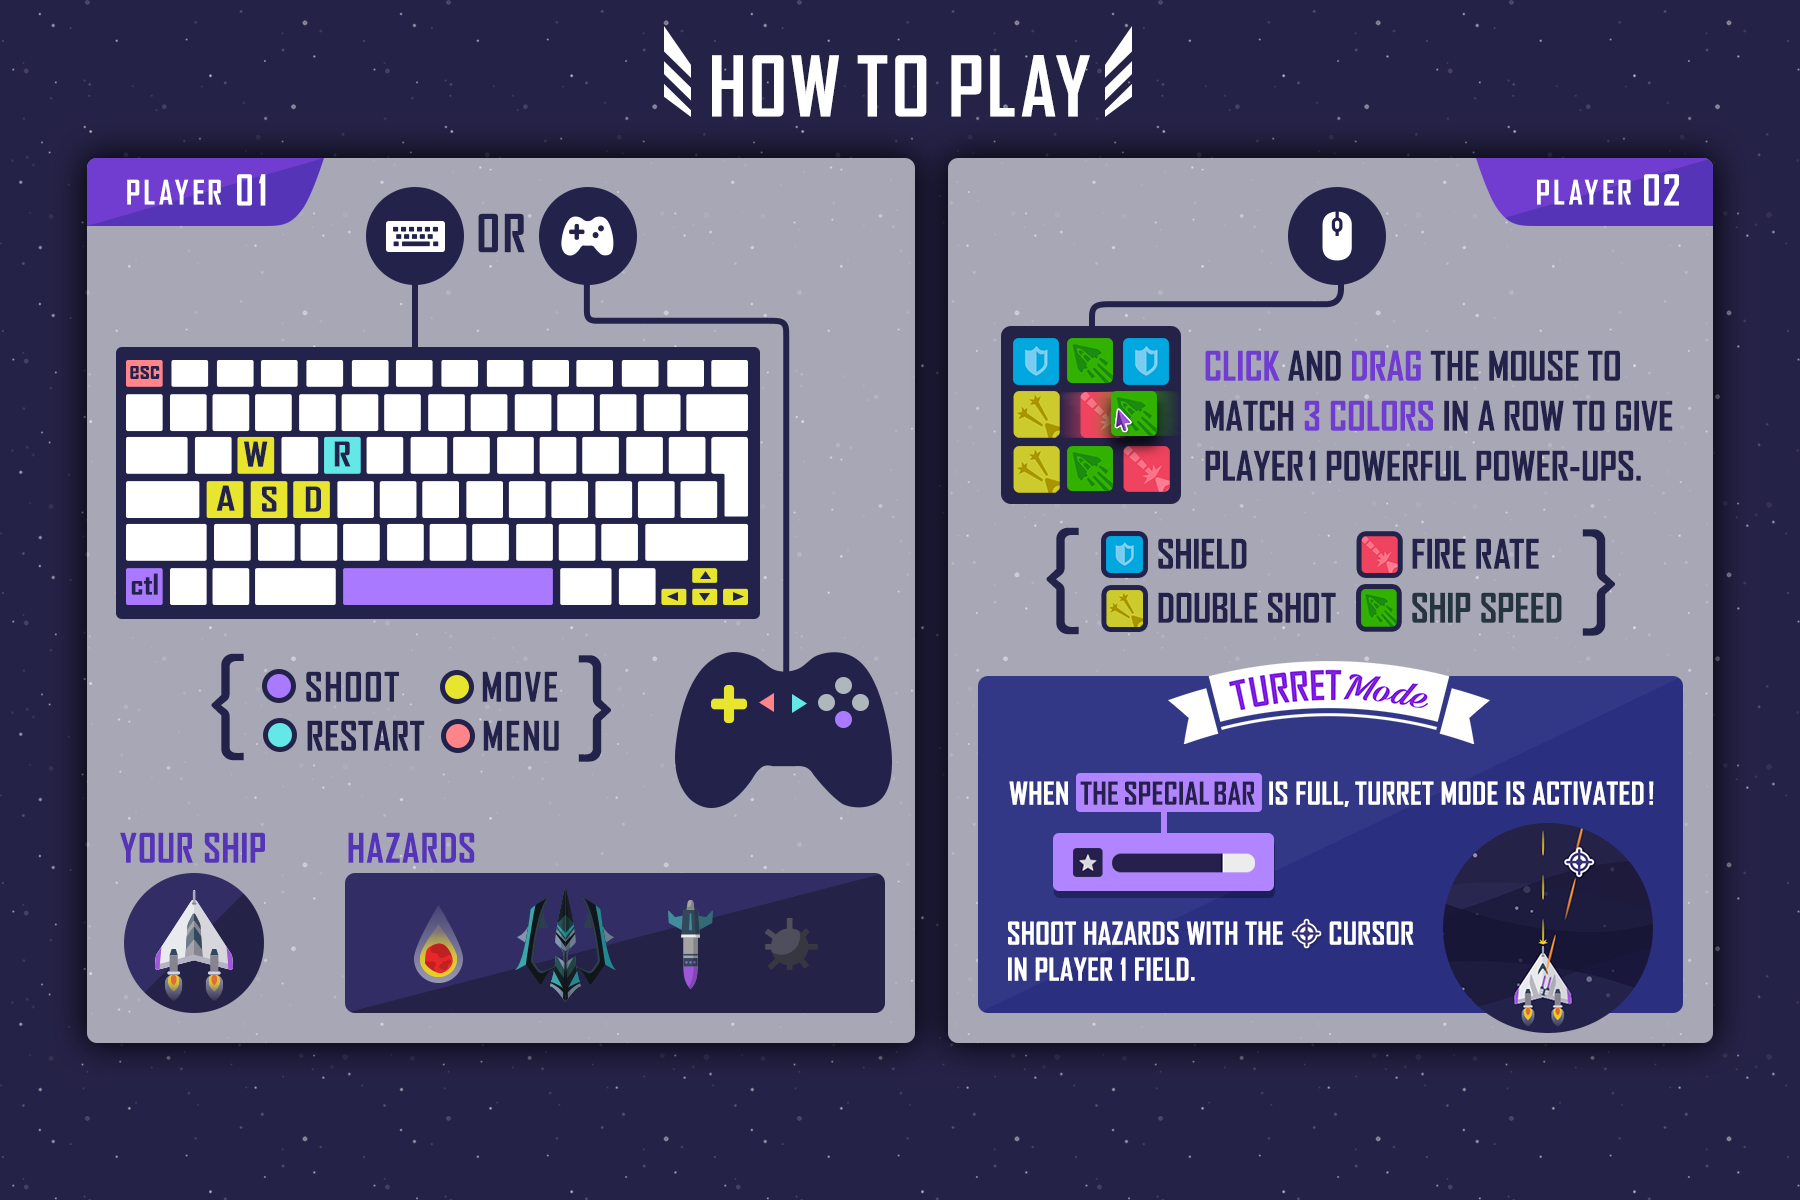 HOW TO PLAY
PLAYER 01
OR
esc
W
R
A
S
D
ctl
SHOOT
MOVE
RESTART
MENU
YOUR SHIP
HAZARDS
PLAYER 02
CLICK AND DRAG THE MOUSE TO
MATCH 3 COLORS IN A ROW TO GIVE
PLAYER1 POWERFUL POWER-UPS.
SHIELD
FIRE RATE
DOUBLE SHOT
SHIP SPEED
TURRET Mode
WHEN THE SPECIAL BAR IS FULL, TURRET MODE IS ACTIVATED!
SHOOT HAZARDS WITH THE CURSOR
IN PLAYER 1 FIELD.